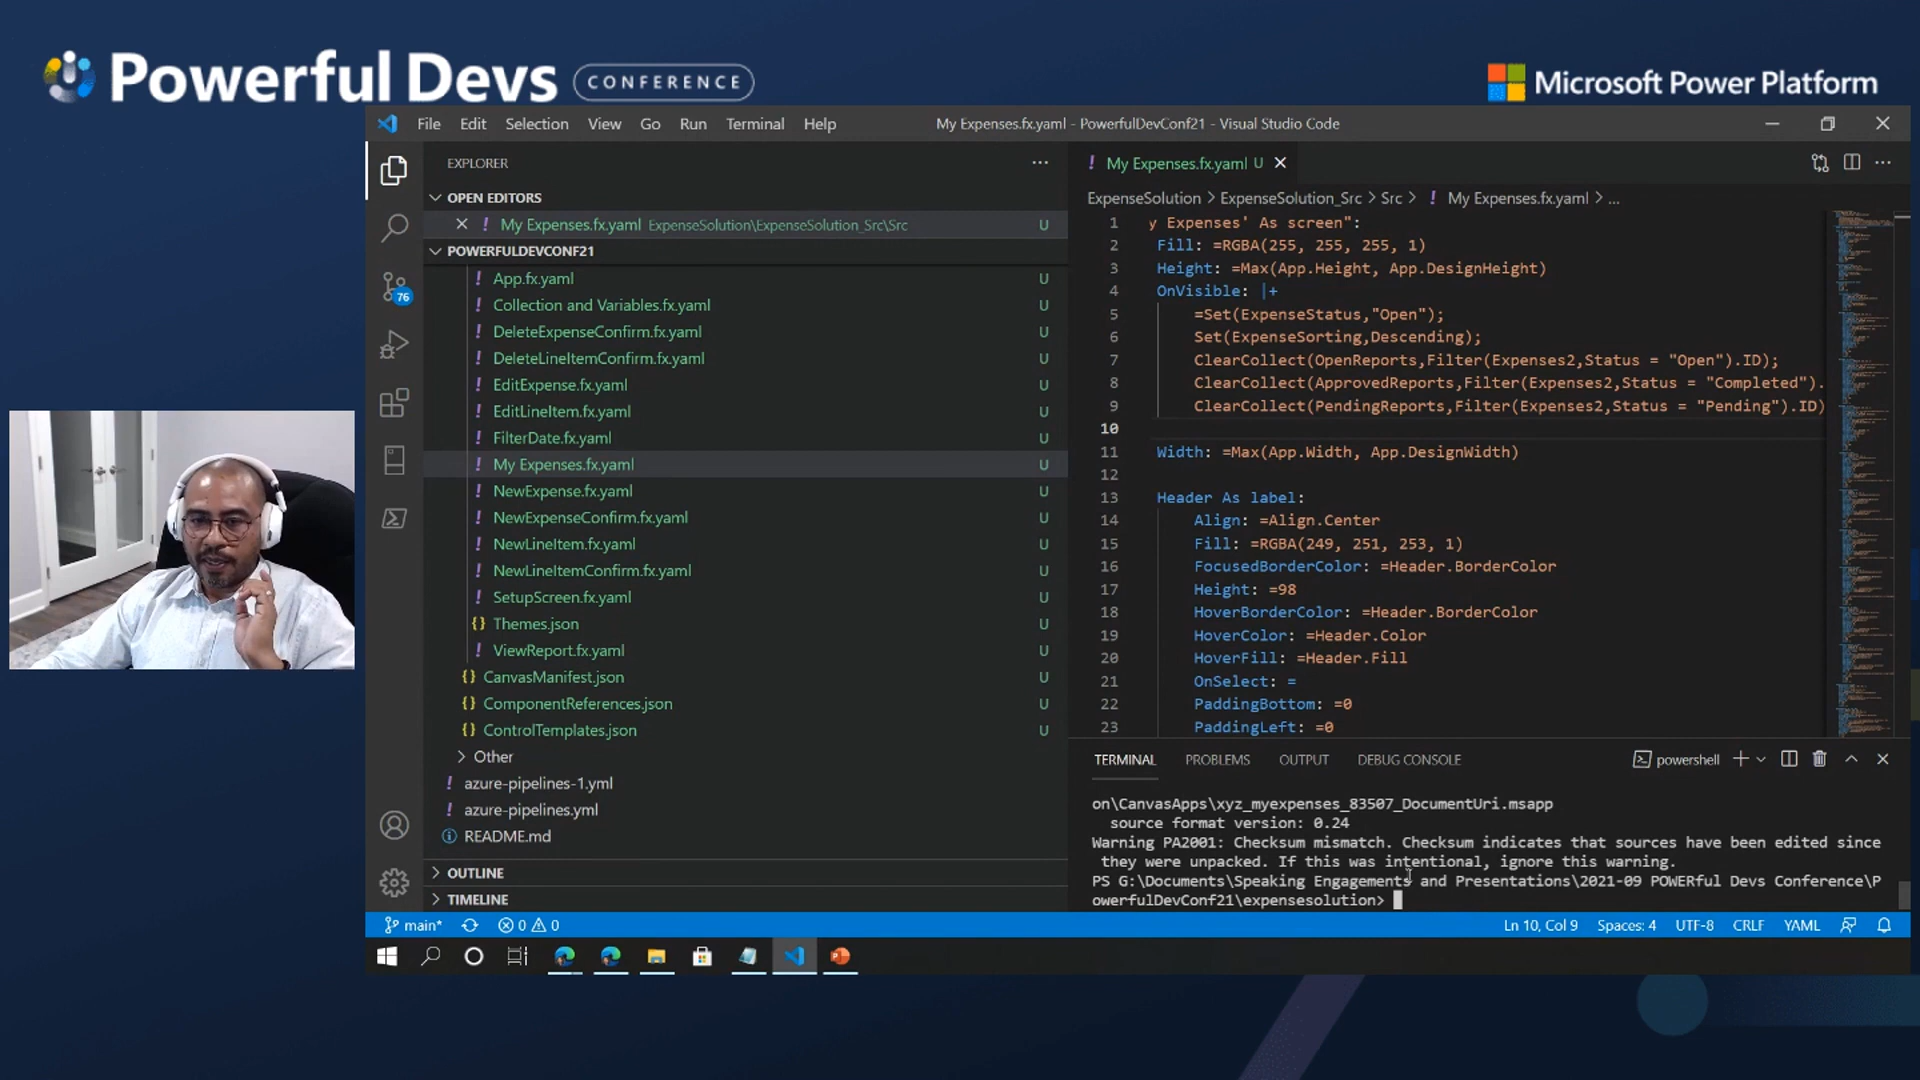 Powerful Devs CONFERENCE
Microsoft Power Platform
File Edit Selection View Go Run Terminal Help
My Expenses.fx.yaml - PowerfulDevConf21 - Visual Studio Code
EXPLORER
OPEN EDITORS
My Expenses.fx.yaml ExpenseSolution\ExpenseSolution_Src\Src U
POWERFULDEVCONF21
! App.fx.yaml U
! Collection and Variables.fx.yaml U
! DeleteExpenseConfirm.fx.yaml U
! DeleteLineItemConfirm.fx.yaml U
! EditExpense.fx.yaml U
! EditLineItem.fx.yaml U
! FilterDate.fx.yaml U
! My Expenses.fx.yaml U
! NewExpense.fx.yaml U
! NewExpenseConfirm.fx.yaml U
! NewLineItem.fx.yaml U
! NewLineItemConfirm.fx.yaml U
! SetupScreen.fx.yaml U
{} Themes.json U
! ViewReport.fx.yaml U
{} CanvasManifest.json U
{} ComponentReferences.json U
{} ControlTemplates.json U
> Other
! azure-pipelines-1.yml
! azure-pipelines.yml
README.md
OUTLINE
TIMELINE
76
! My Expenses.fx.yaml U
ExpenseSolution > ExpenseSolution_Src > Src > ! My Expenses.fx.yaml > ...
1 y Expenses' As screen":
2 Fill: =RGBA(255, 255, 255, 1)
3 Height: =Max(App.Height, App.DesignHeight)
4 OnVisible: |+
5 =Set(ExpenseStatus,"Open");
6 Set(ExpenseSorting,Descending);
7 ClearCollect(OpenReports,Filter(Expenses2,Status = "Open").ID);
8 ClearCollect(ApprovedReports,Filter(Expenses2,Status = "Completed").
9 ClearCollect(PendingReports,Filter(Expenses2,Status = "Pending").ID)
10
11 Width: =Max(App.Width, App.DesignWidth)
12
13 Header As label:
14 Align: =Align.Center
15 Fill: =RGBA(249, 251, 253, 1)
16 FocusedBorderColor: =Header.BorderColor
17 Height: =98
18 HoverBorderColor: =Header.BorderColor
19 HoverColor: =Header.Color
20 HoverFill: =Header.Fill
21 OnSelect: =
22 PaddingBottom: =0
23 PaddingLeft: =0
TERMINAL PROBLEMS OUTPUT DEBUG CONSOLE powershell
on\CanvasApps\xyz_myexpenses_83507_DocumentUri.msapp
source format version: 0.24
Warning PA2001: Checksum mismatch. Checksum indicates that sources have been edited since
they were unpacked. If this was intentional, ignore this warning.
PS G:\Documents\Speaking Engagements and Presentations\2021-09 POWERful Devs Conference\P
owerfulDevConf21\expensesolution>
main* 0 0 Ln 10, Col 9 Spaces: 4 UTF-8 CRLF YAML